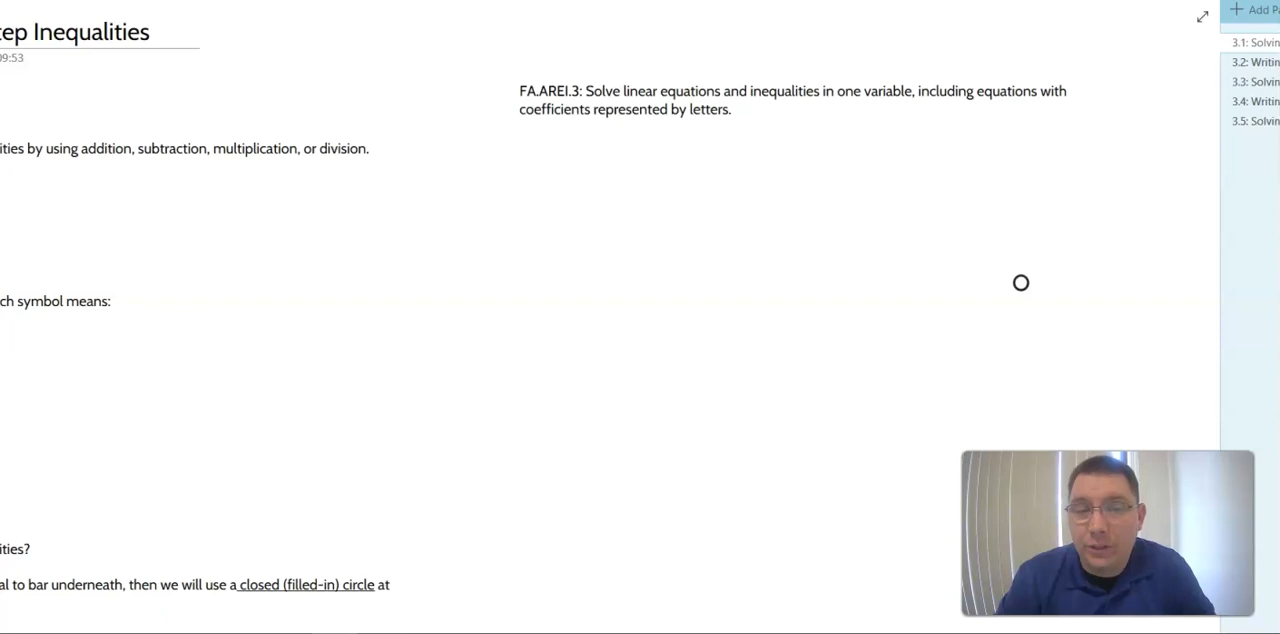 tep Inequalities
09:53
FA.AREI.3: Solve linear equations and inequalities in one variable, including equations with
coefficients represented by letters.
ities by using addition, subtraction, multiplication, or division.
ch symbol means:
ities?
al to bar underneath, then we will use a closed (filled-in) circle at
Add Pa
3.1: Solvin
3.2: Writin
3.3: Solvin
3.4: Writin
3.5: Solvin